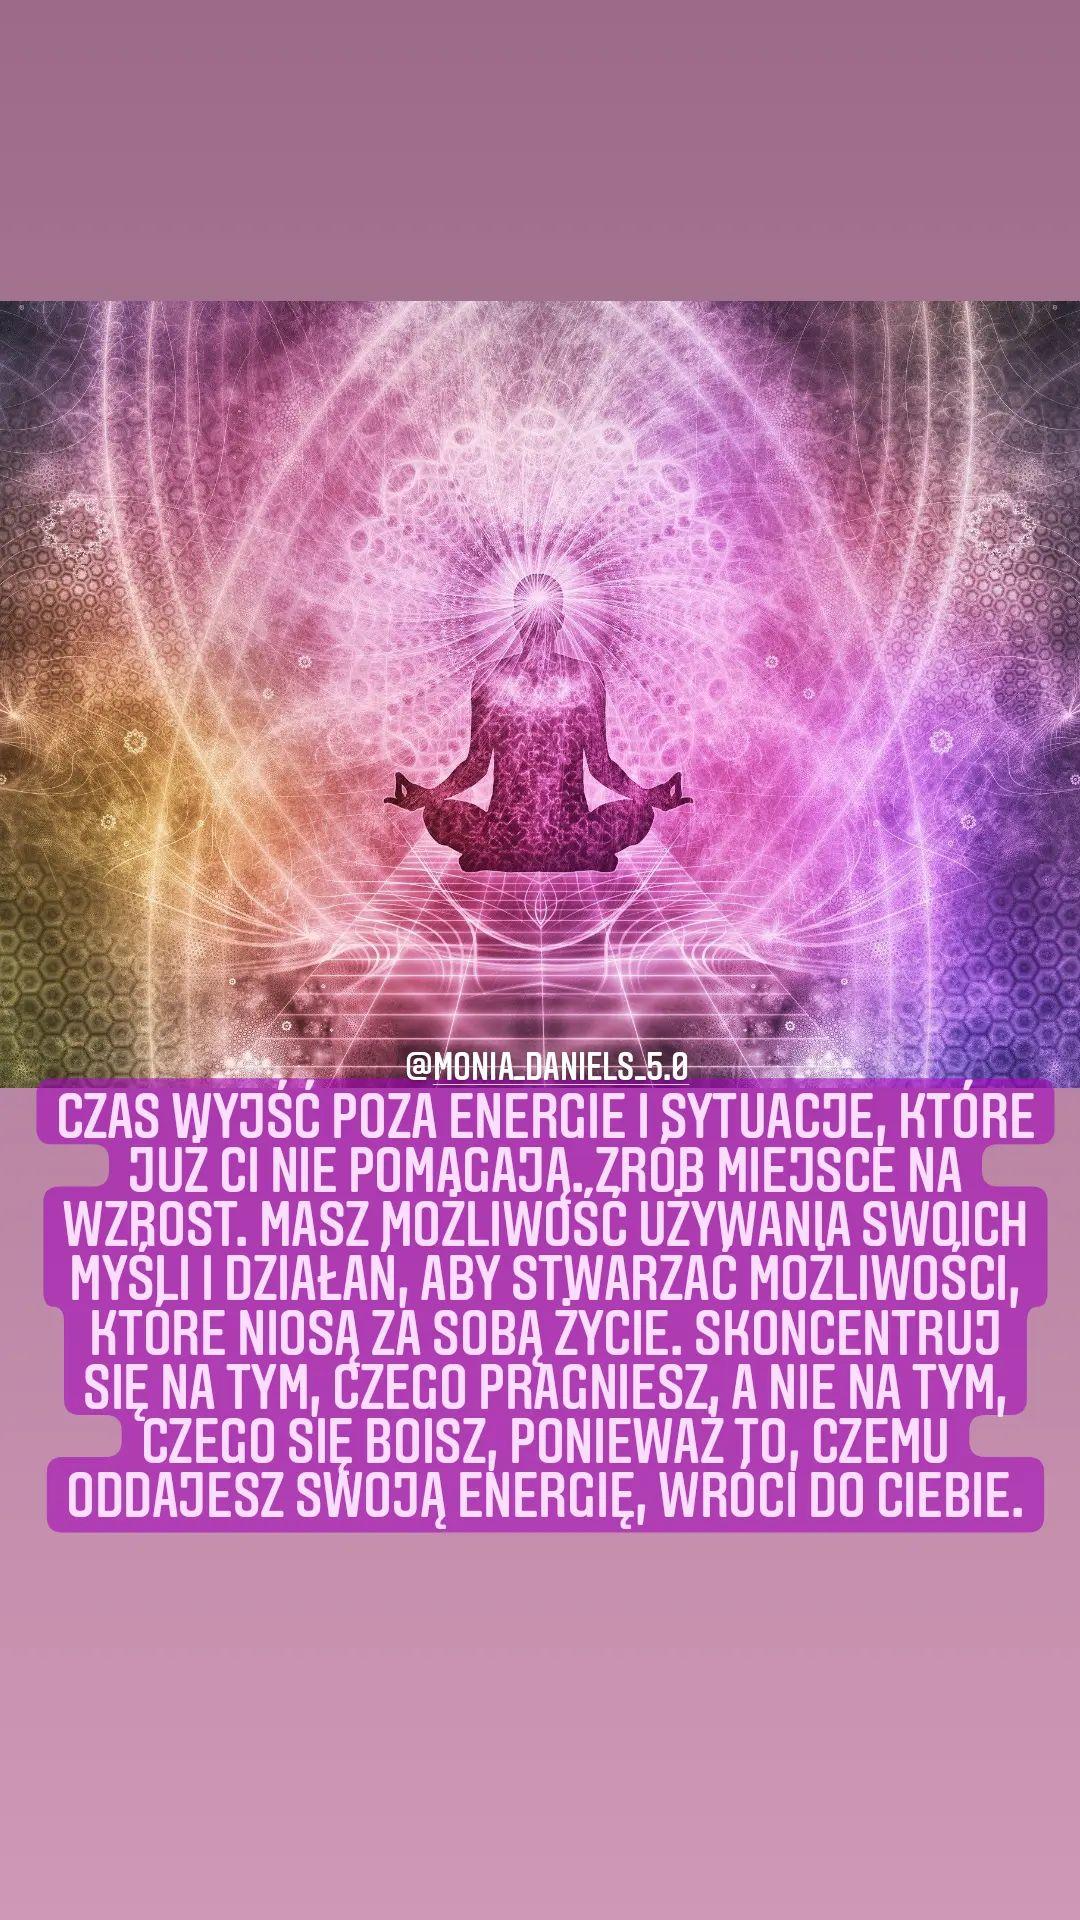 @MONIA_DANIELS_5.0
CZAS WYJŚĆ POZA ENERGIE I SYTUACJE, KTÓRE
JUŻ CI NIE POMAGAJĄ. ZRÓB MIEJSCE NA
WZROST. MASZ MOŻLIWOŚĆ UŻYWANIA SWOICH
MYŚLI I DZIAŁAŃ, ABY STWARZAĆ MOŻLIWOŚCI,
KTÓRE NIOSĄ ZA SOBĄ ŻYCIE. SKONCENTRUJ
SIĘ NA TYM, CZEGO PRAGNIESZ, A NIE NA TYM,
CZEGO SIĘ BOISZ, PONIEWAŻ TO, CZEMU
ODDAJESZ SWOJĄ ENERGIĘ, WRÓCI DO CIEBIE.